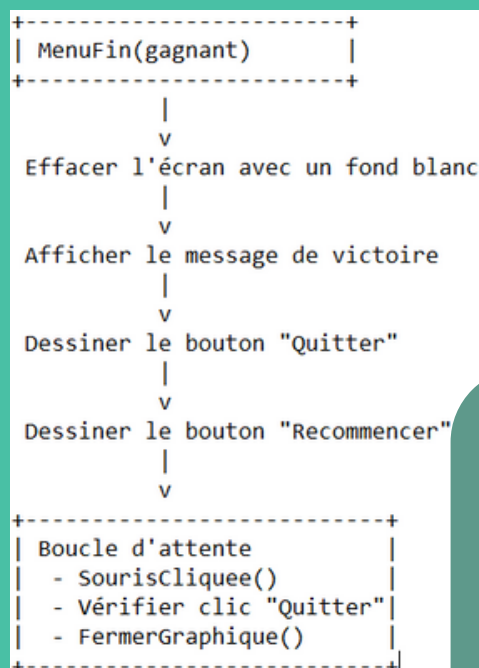 +------------------------+
| MenuFin(gagnant)       |
+------------------------+
|
v
Effacer l'écran avec un fond blanc
|
v
Afficher le message de victoire
|
v
Dessiner le bouton "Quitter"
|
v
Dessiner le bouton "Recommencer"
|
v
+---------------------------+
| Boucle d'attente          |
|  - SourisCliquee()        |
|  - Vérifier clic "Quitter"|
|  - FermerGraphique()      |
+---------------------------+